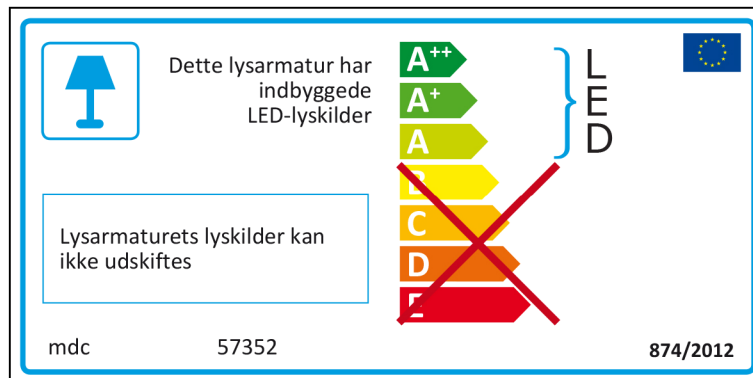 Dette lysarmatur har
indbyggede
LED-lyskilder
A++
A+
A
B
C
D
E
L
E
D
Lysarmaturets lyskilder kan
ikke udskiftes
mdc 57352 874/2012